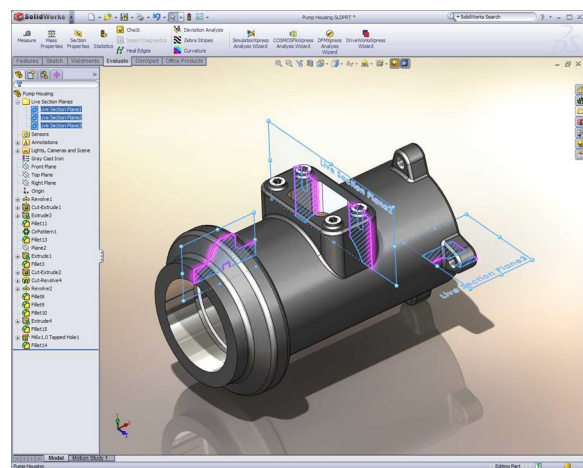 SolidWorks
Pump Housing.SLDPRT *
SolidWorks Search
Measure
Mass Properties
Section Properties
Statistics
Check
Import Diagnostics
Heal Edges
Deviation Analysis
Zebra Stripes
Curvature
SimulationXpress Analysis Wizard
COSMOSFloXpress Analysis Wizard
DFMXpress Analysis Wizard
DriveWorksXpress Wizard
Features Sketch Weldments Evaluate DimXpert Office Products
Pump Housing
Live Section Planes
Live Section Plane1
Live Section Plane2
Live Section Plane3
Sensors
Annotations
Lights, Cameras and Scene
Gray Cast Iron
Front Plane
Top Plane
Right Plane
Origin
Revolve1
Cut-Extrude1
Extrude3
Fillet11
CirPattern1
Fillet13
Plane2
Extrude1
Fillet3
Cut-Extrude2
Cut-Revolve4
Revolve2
Fillet8
Fillet9
Fillet10
Extrude4
Fillet15
M6x1.0 Tapped Hole1
Fillet14
Live Section Plane2
Live Section Plane3
Model Motion Study 1
Pump Housing
Editing Part